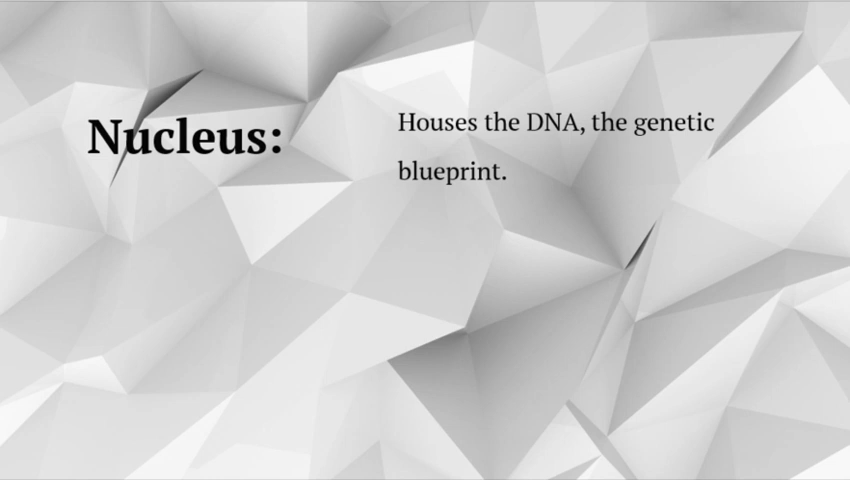 Nucleus:
Houses the DNA, the genetic
blueprint.